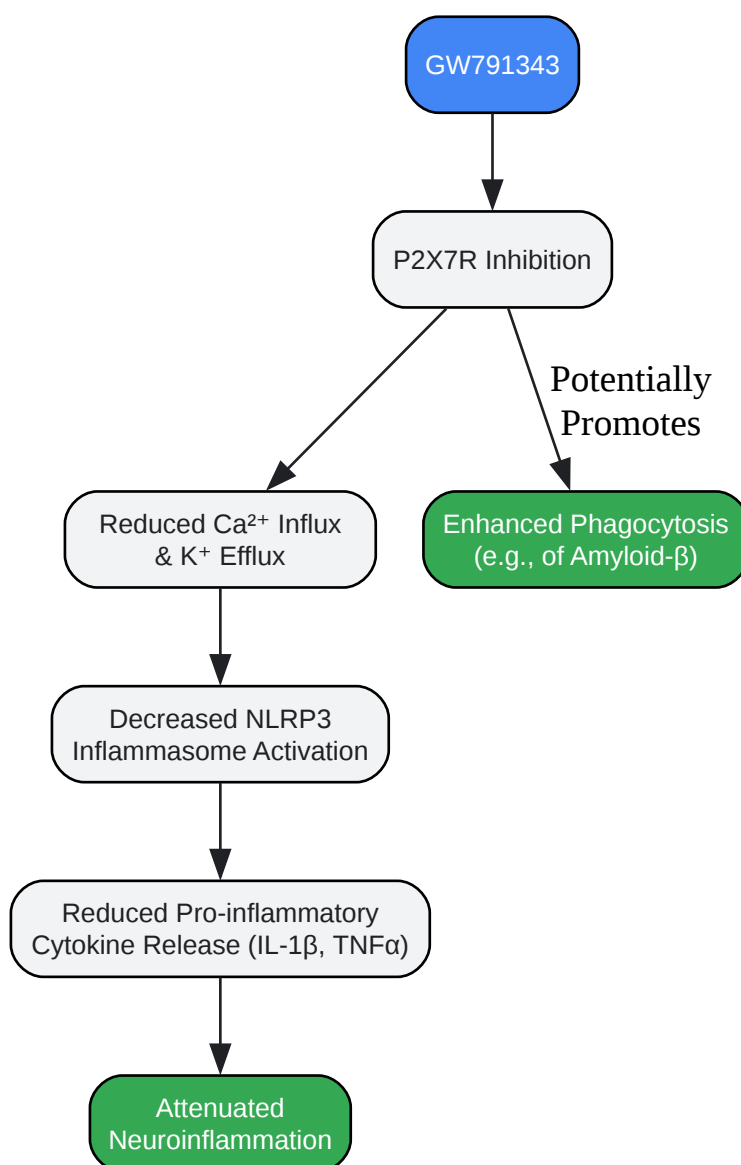 GW791343
P2X7R Inhibition
Potentially
Promotes
Reduced Ca²⁺ Influx
& K⁺ Efflux
Enhanced Phagocytosis
(e.g., of Amyloid-β)
Decreased NLRP3
Inflammasome Activation
Reduced Pro-inflammatory
Cytokine Release (IL-1β, TNFα)
Attenuated
Neuroinflammation